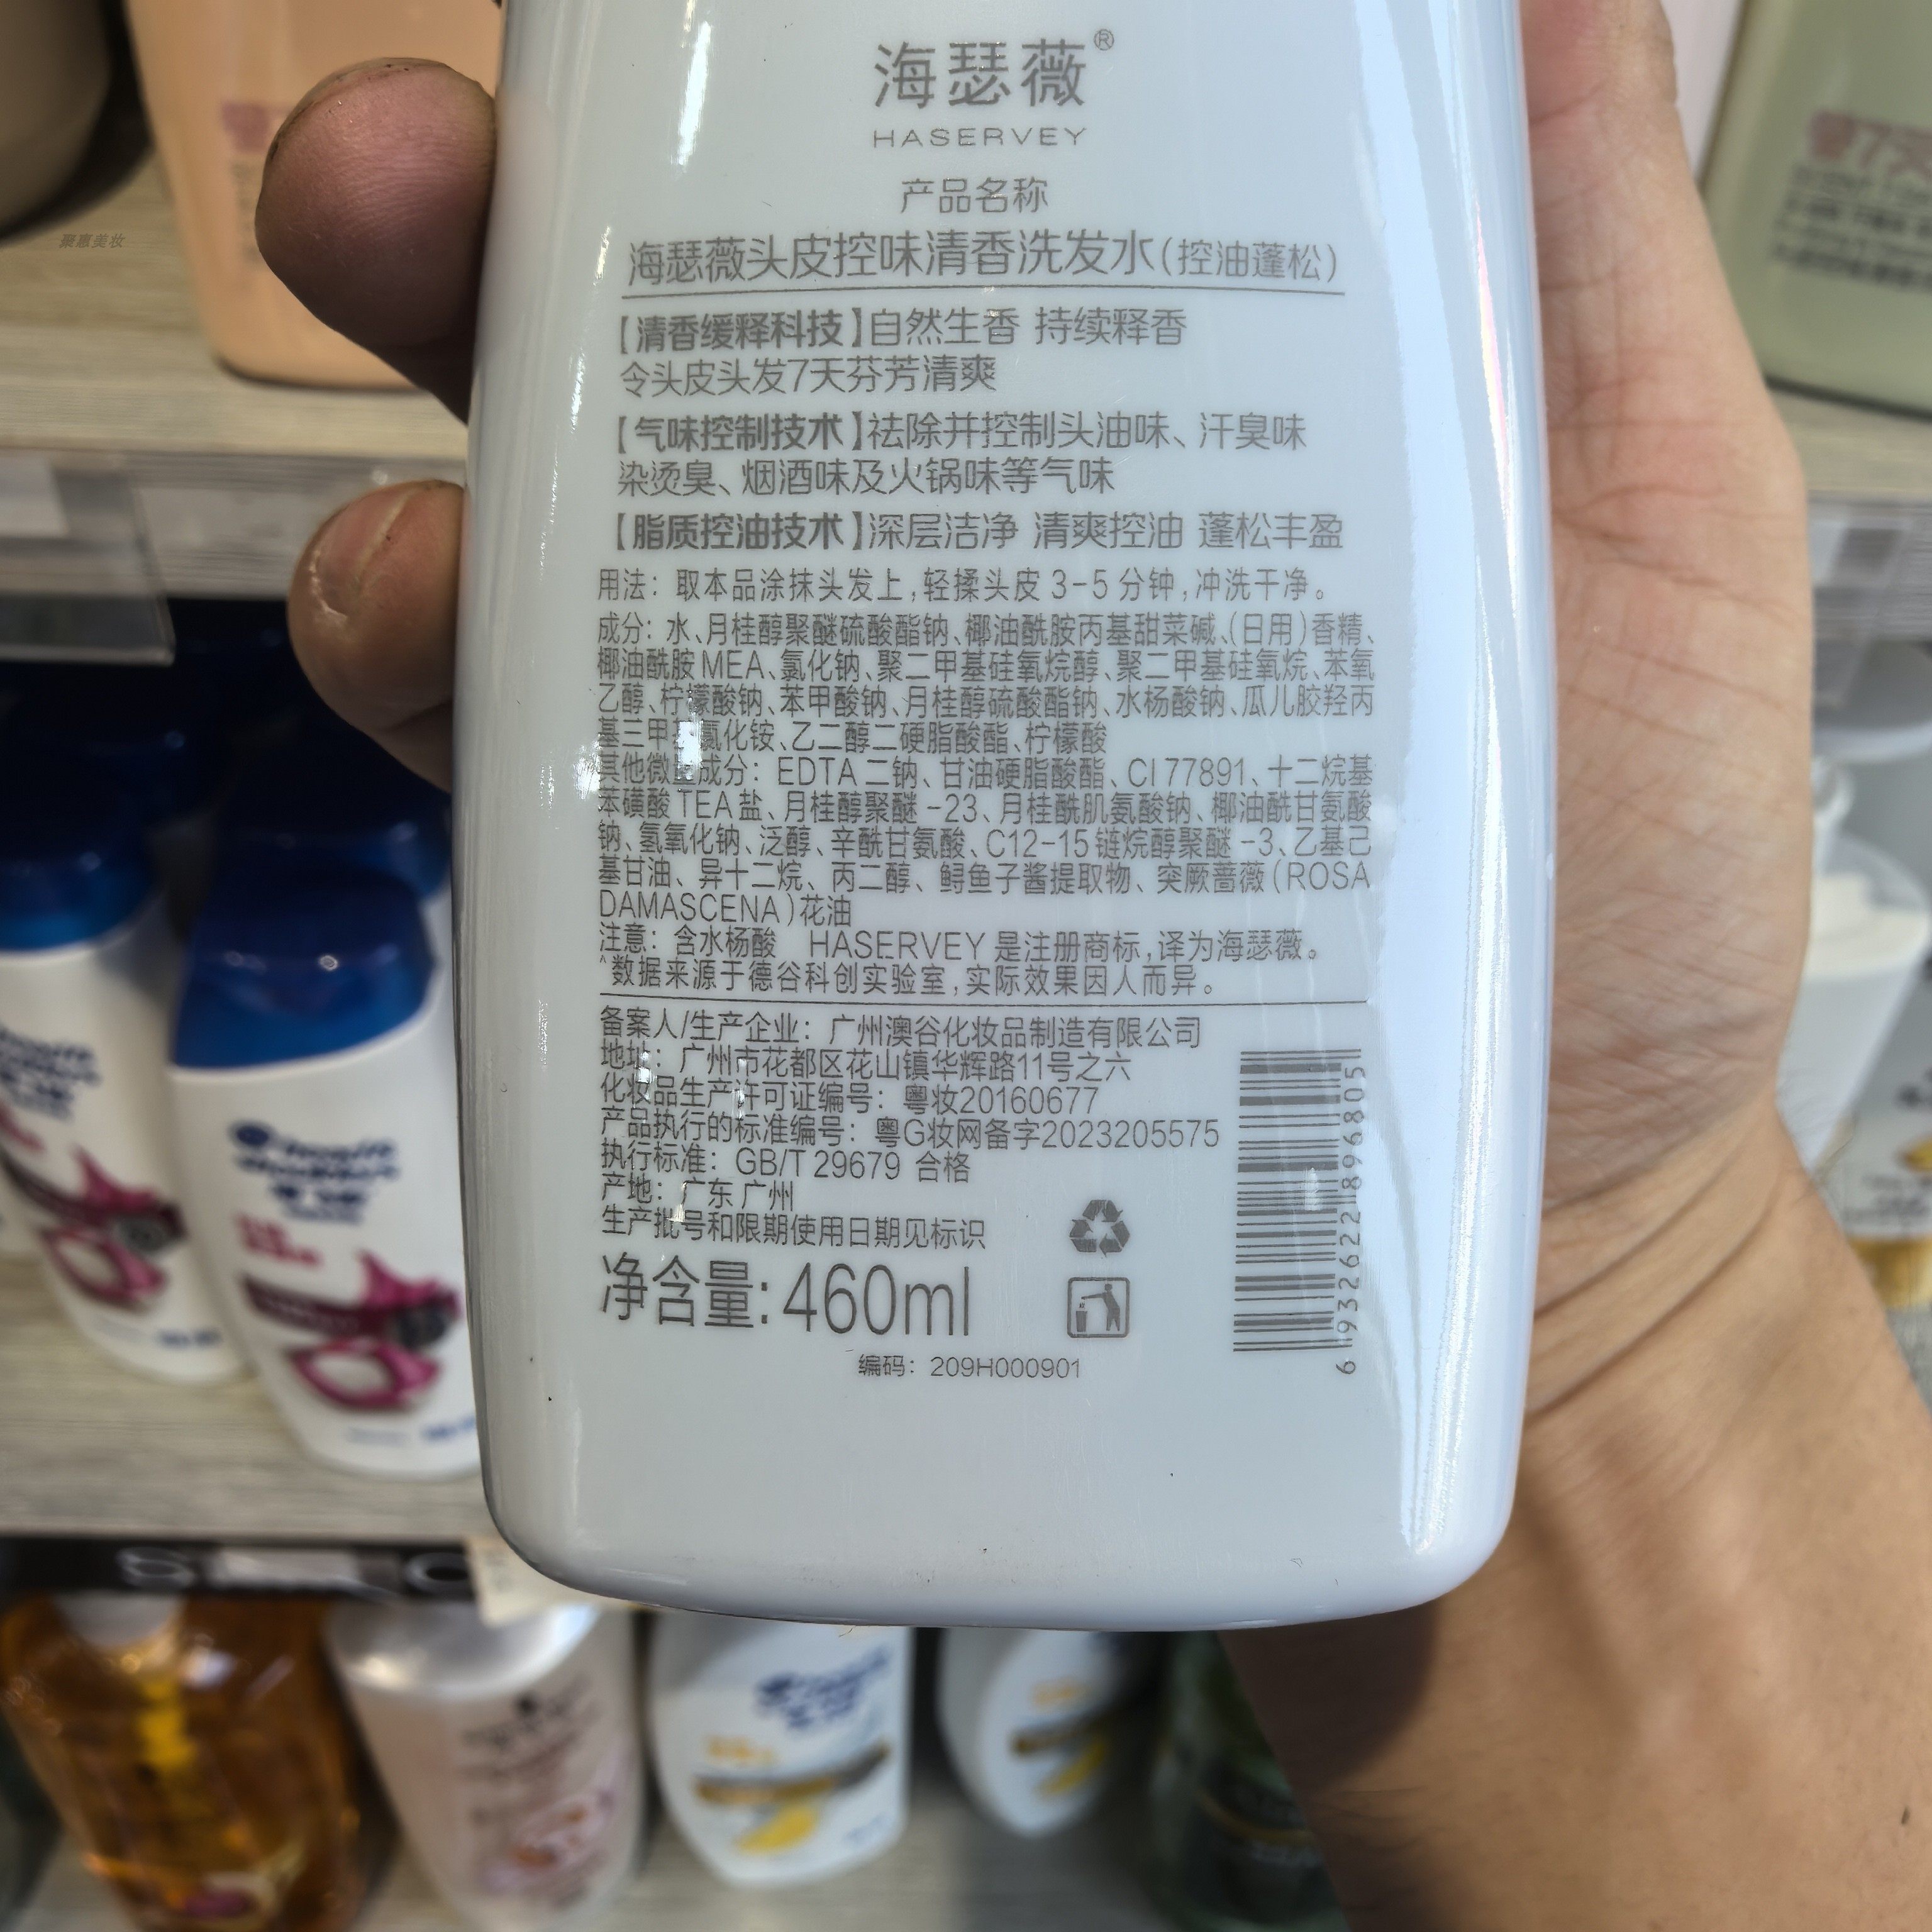 海瑟薇®
HASERVEY
产品名称
海瑟薇头皮控味清香洗发水(控油蓬松)
【清香缓释科技】自然生香 持续释香
令头皮头发7天芬芳清爽
【气味控制技术】祛除并控制头油味、汗臭味
染烫臭、烟酒味及火锅味等气味
【脂质控油技术】深层洁净 清爽控油 蓬松丰盈
用法：取本品涂抹头发上,轻揉头皮 3-5 分钟,冲洗干净。
成分：水、月桂醇聚醚硫酸酯钠、椰油酰胺丙基甜菜碱、(日用)香精、
椰油酰胺 MEA、氯化钠、聚二甲基硅氧烷醇、聚二甲基硅氧烷、苯氧
乙醇、柠檬酸钠、苯甲酸钠、月桂醇硫酸酯钠、水杨酸钠、瓜儿胶羟丙
基三甲基氯化铵、乙二醇二硬脂酸酯、柠檬酸
其他微量成分：EDTA 二钠、甘油硬脂酸酯、CI 77891、十二烷基
苯磺酸 TEA 盐、月桂醇聚醚 -23、月桂酰肌氨酸钠、椰油酰甘氨酸
钠、氢氧化钠、泛醇、辛酰甘氨酸、C12-15 链烷醇聚醚 -3、乙基己
基甘油、异十二烷、丙二醇、鲟鱼子酱提取物、突厥蔷薇(ROSA
DAMASCENA)花油
注意：含水杨酸 HASERVEY 是注册商标,译为海瑟薇。
^数据来源于德谷科创实验室,实际效果因人而异。
备案人/生产企业：广州澳谷化妆品制造有限公司
地址：广州市花都区花山镇华辉路11号之六
化妆品生产许可证编号：粤妆20160677
产品执行的标准编号：粤G妆网备字2023205575
执行标准：GB/T 29679 合格
产地：广东 广州
生产批号和限期使用日期见标识
净含量：460ml
编码：209H000901
6932622896805
聚惠美妆